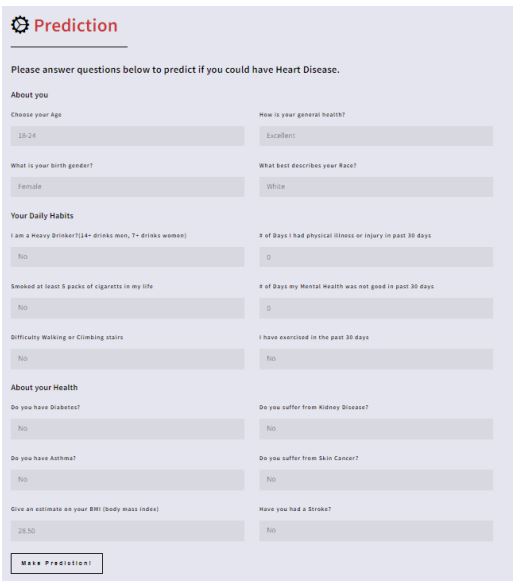 Prediction
Please answer questions below to predict if you could have Heart Disease.
About you
Choose your Age
How is your general health?
18-24
Excellent
What is your birth gender?
What best describes your Race?
Female
White
Your Daily Habits
I am a Heavy Drinker?(14+ drinks men, 7+ drinks women)
# of Days I had physical illness or injury in past 30 days
No
0
Smoked at least 5 packs of cigaretts in my life
# of Days my Mental Health was not good in past 30 days
No
0
Difficulty Walking or Climbing stairs
I have exercised in the past 30 days
No
No
About your Health
Do you have Diabetes?
Do you suffer from Kidney Disease?
No
No
Do you have Asthma?
Do you suffer from Skin Cancer?
No
No
Give an estimate on your BMI (body mass index)
Have you had a Stroke?
28.50
No
Make Prediction!